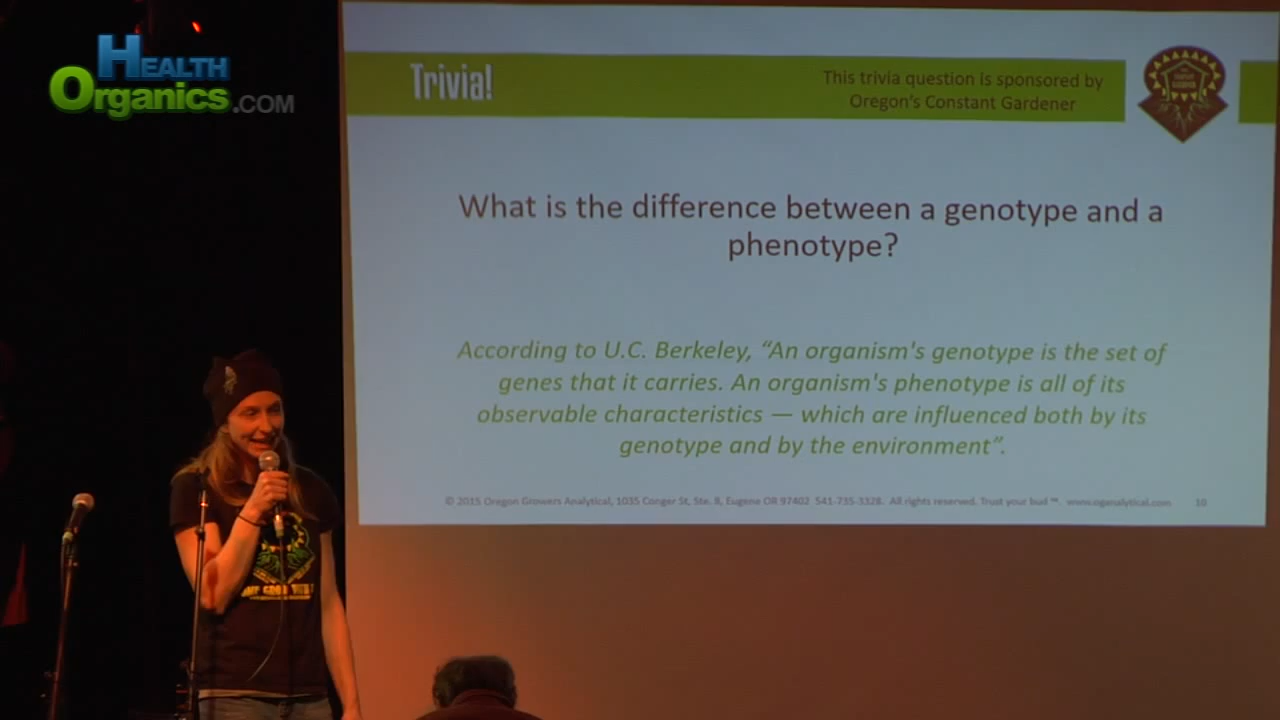 Health
Organics.com
Trivia!
This trivia question is sponsored by
Oregon's Constant Gardener
What is the difference between a genotype and a
phenotype?
According to U.C. Berkeley, “An organism's genotype is the set of
genes that it carries. An organism's phenotype is all of its
observable characteristics — which are influenced both by its
genotype and by the environment”.
© 2015 Oregon Growers Analytical, 1035 Conger St, Ste. 8, Eugene OR 97402 541-735-3328. All rights reserved. Trust your bud ™. www.oganalytical.com 10